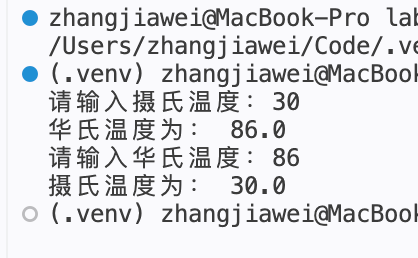 zhangjiawei@MacBook-Pro lab
/Users/zhangjiawei/Code/.ve
(.venv) zhangjiawei@MacBook
请输入摄氏温度: 30
华氏温度为:  86.0
请输入华氏温度: 86
摄氏温度为:  30.0
(.venv) zhangjiawei@MacBook